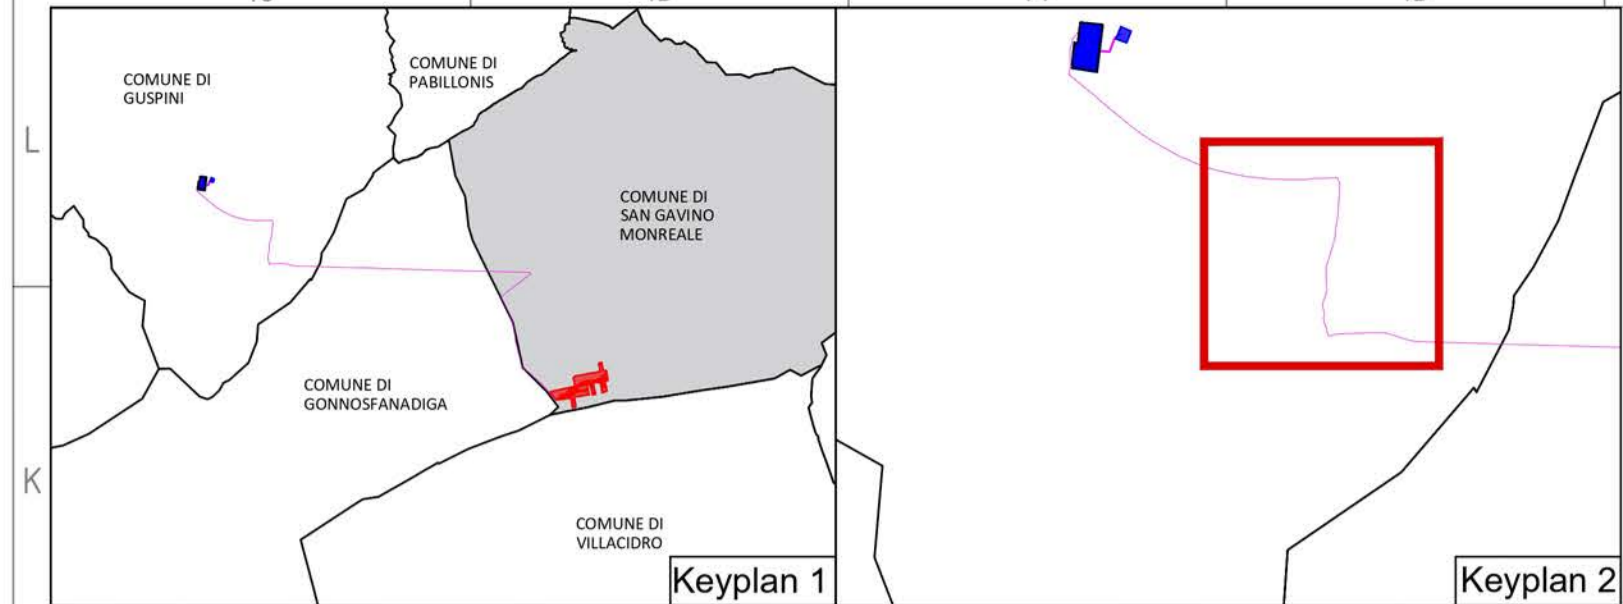 COMUNE DI
GUSPINI
COMUNE DI
PABILLONIS
L
COMUNE DI
SAN GAVINO
MONREALE
COMUNE DI
GONNOSFANADIGA
K
COMUNE DI
VILLACIDRO
Keyplan 1
Keyplan 2